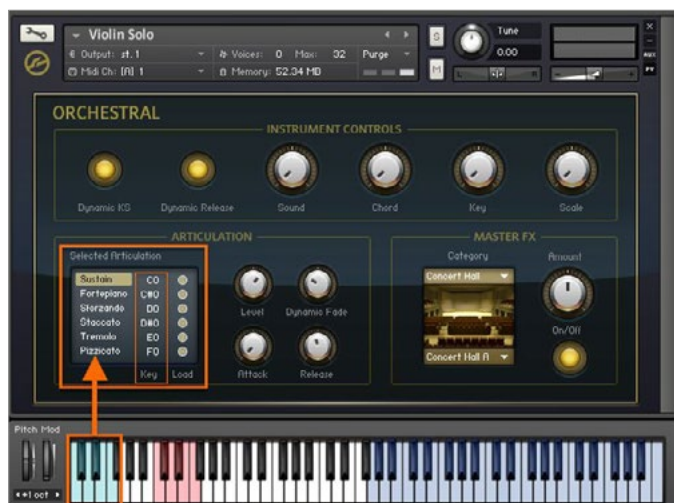 Violin Solo
Output: st.1
Voices: 0 Max: 32 Purge
Midi Ch: [A] 1
Memory: 52.34 MB
S
M
Tune
0.00
L R
AUX
PV
ORCHESTRAL
INSTRUMENT CONTROLS
Dynamic KS
Dynamic Release
Sound
Chord
Key
Scale
ARTICULATION
Selected Articulation
Sustain C0
Fortepiano C#0
Sforzando D0
Staccato D#0
Tremolo E0
Pizzicato F0
Key Load
Level
Dynamic Fade
Attack
Release
MASTER FX
Category
Amount
Concert Hall
On/Off
Concert Hall A
Pitch Mod
+1 oct